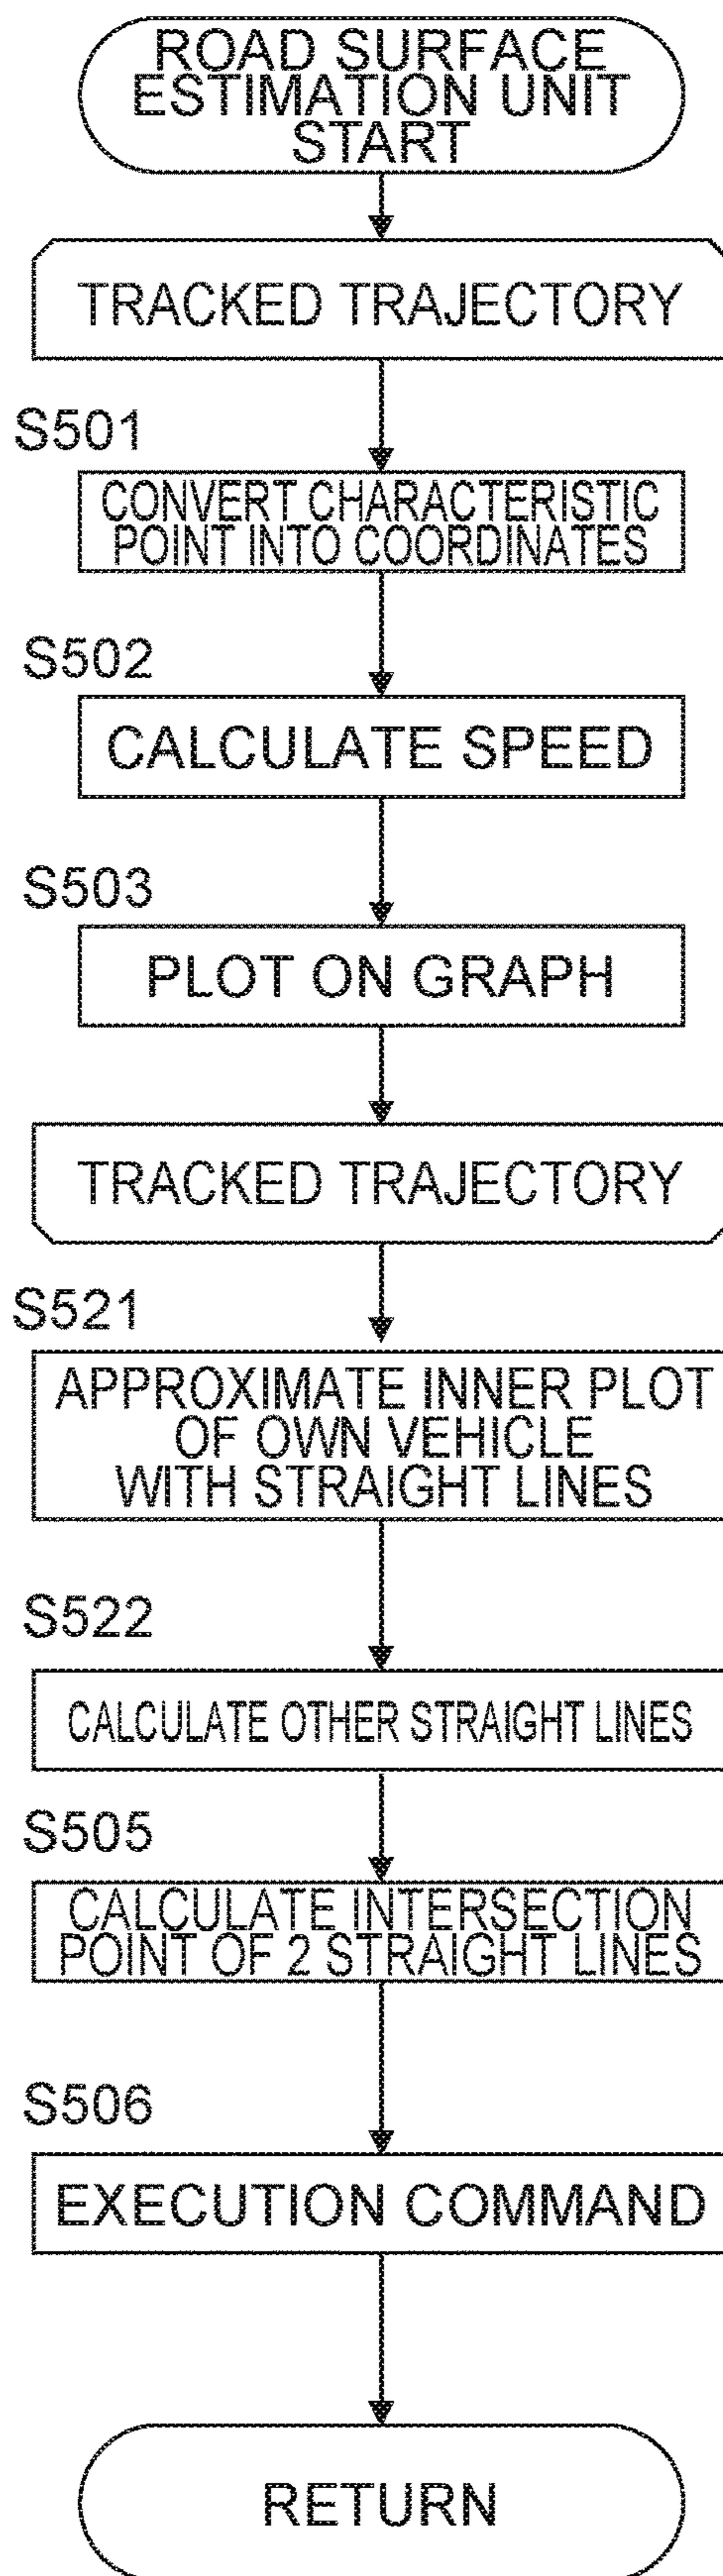 ROAD SURFACE
ESTIMATION UNIT
START
TRACKED TRAJECTORY
S501
CONVERT CHARACTERISTIC
POINT INTO COORDINATES
S502
CALCULATE SPEED
S503
PLOT ON GRAPH
TRACKED TRAJECTORY
S521
APPROXIMATE INNER PLOT
OF OWN VEHICLE
WITH STRAIGHT LINES
S522
CALCULATE OTHER STRAIGHT LINES
S505
CALCULATE INTERSECTION
POINT OF 2 STRAIGHT LINES
S506
EXECUTION COMMAND
RETURN